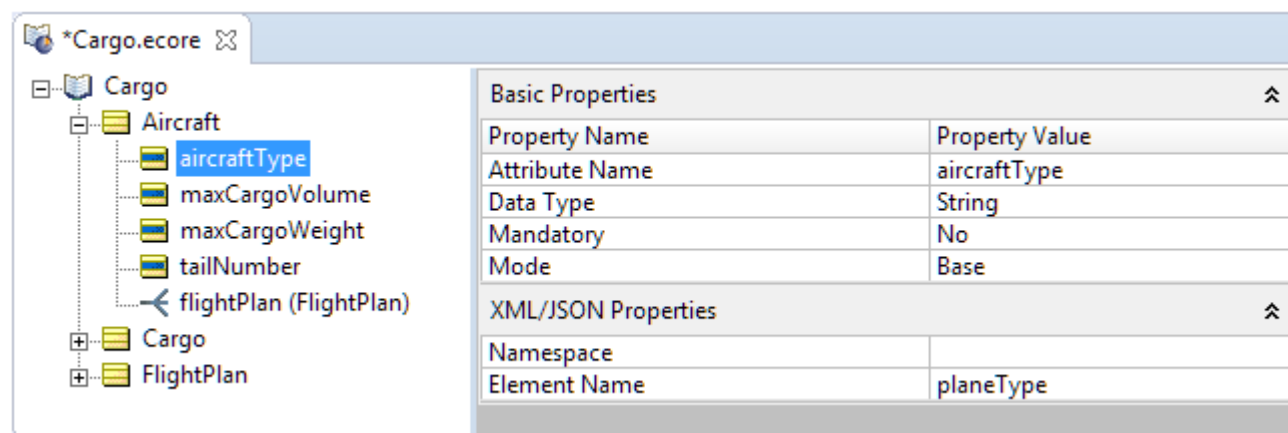 *Cargo.ecore
Cargo
Aircraft
aircraftType
maxCargoVolume
maxCargoWeight
tailNumber
flightPlan (FlightPlan)
Cargo
FlightPlan
Basic Properties
Property Name Property Value
Attribute Name aircraftType
Data Type String
Mandatory No
Mode Base
XML/JSON Properties
Namespace
Element Name planeType